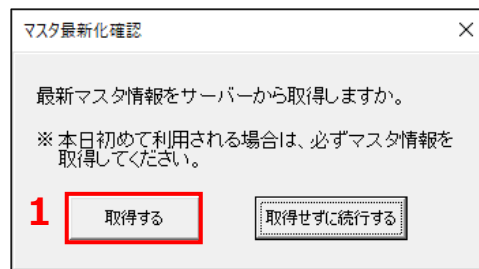 マスタ最新化確認
最新マスタ情報をサーバーから取得しますか。
※本日初めて利用される場合は、必ずマスタ情報を
取得してください。
1 取得する 取得せずに続行する